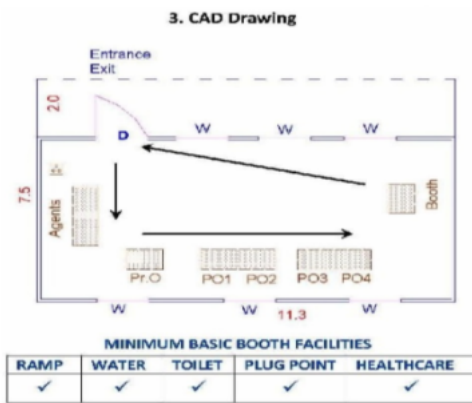 3. CAD Drawing
Entrance
Exit
2.0
D
W W W
7.5
Agents
Booth
Pr.O PO1 PO2 PO3 PO4
W W W
11.3
MINIMUM BASIC BOOTH FACILITIES
RAMP WATER TOILET PLUG POINT HEALTHCARE
✓ ✓ ✓ ✓ ✓